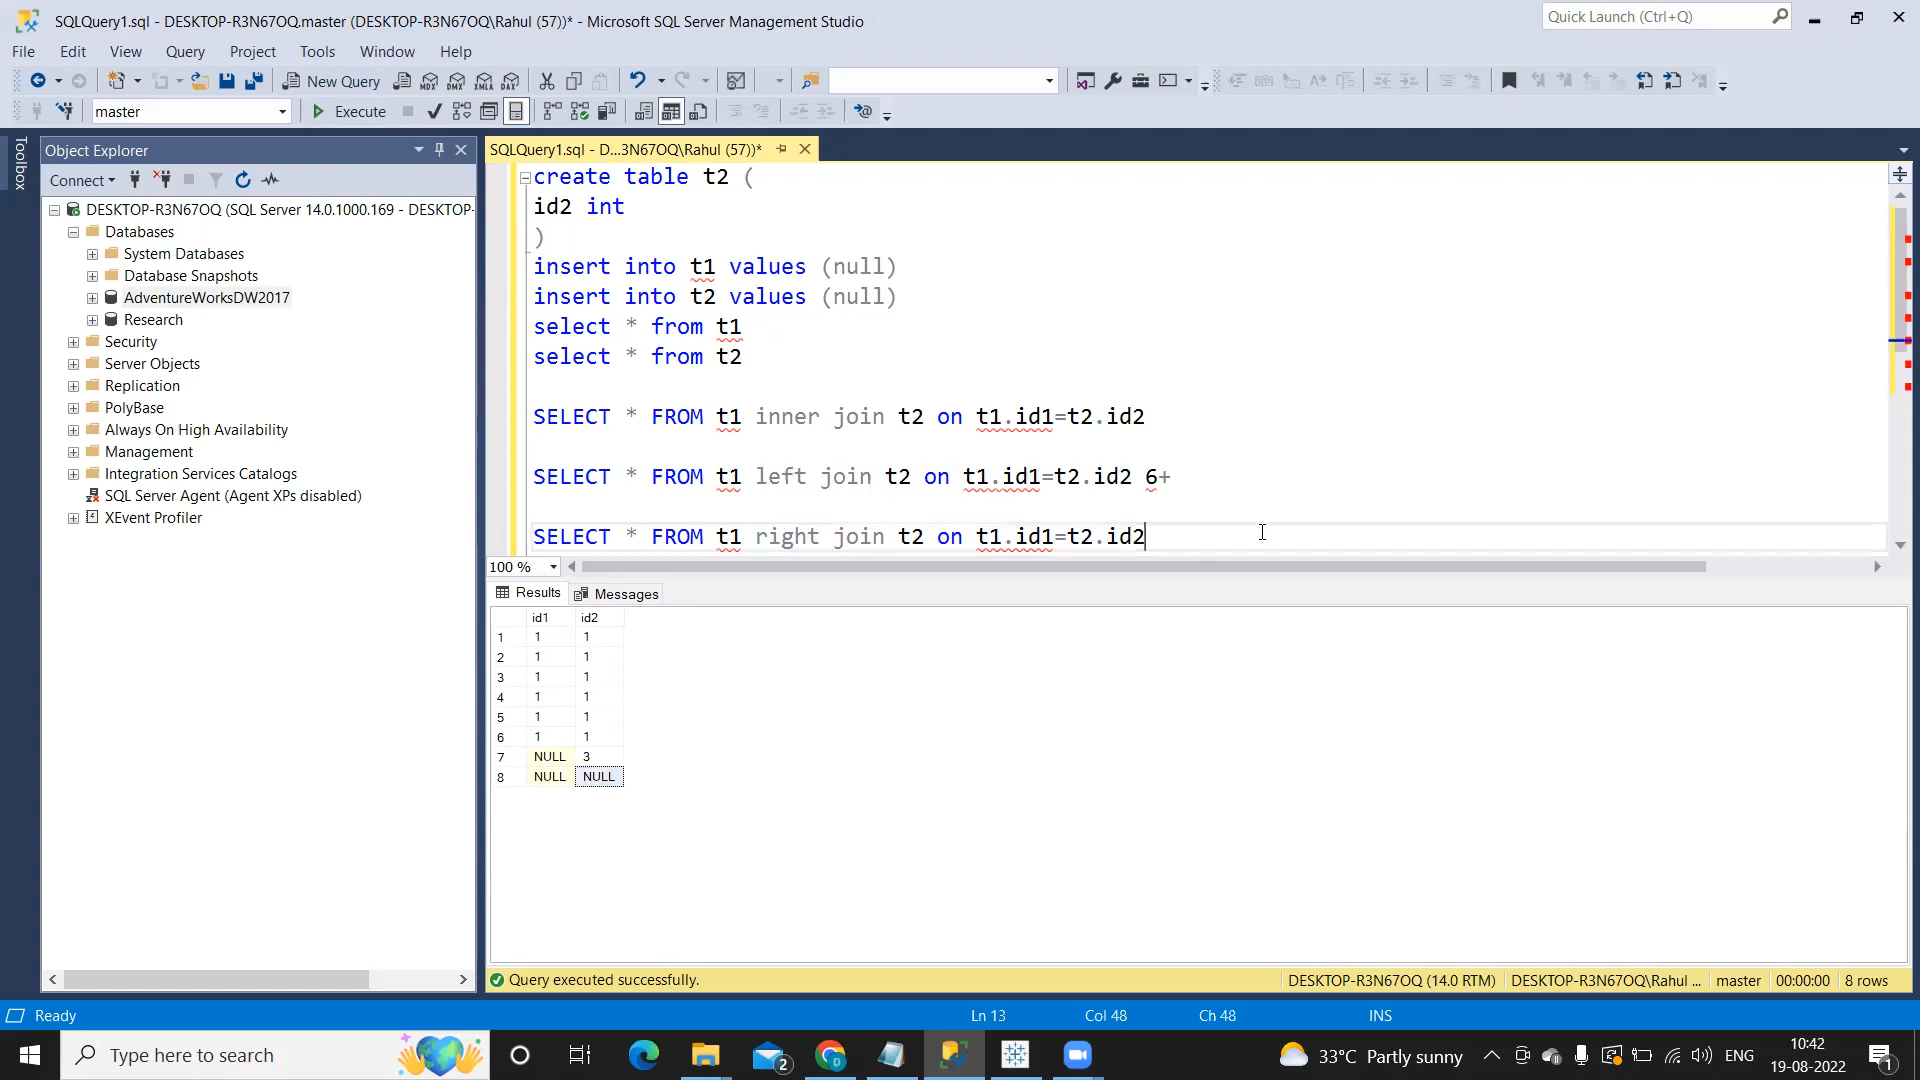 SQLQuery1.sql - DESKTOP-R3N67OQ.master (DESKTOP-R3N67OQ\Rahul (57))* - Microsoft SQL Server Management Studio
Quick Launch (Ctrl+Q)
File Edit View Query Project Tools Window Help
New Query
MDX DMX XMLA DAX
master
Execute
Toolbox
Object Explorer
Connect
DESKTOP-R3N67OQ (SQL Server 14.0.1000.169 - DESKTOP-
Databases
System Databases
Database Snapshots
AdventureWorksDW2017
Research
Security
Server Objects
Replication
PolyBase
Always On High Availability
Management
Integration Services Catalogs
SQL Server Agent (Agent XPs disabled)
XEvent Profiler
SQLQuery1.sql - D...3N67OQ\Rahul (57))*
create table t2 (
id2 int
)
insert into t1 values (null)
insert into t2 values (null)
select * from t1
select * from t2
SELECT * FROM t1 inner join t2 on t1.id1=t2.id2
SELECT * FROM t1 left join t2 on t1.id1=t2.id2 6+
SELECT * FROM t1 right join t2 on t1.id1=t2.id2
100 %
Results Messages
id1 id2
1 1 1
2 1 1
3 1 1
4 1 1
5 1 1
6 1 1
7 NULL 3
8 NULL NULL
Query executed successfully.
DESKTOP-R3N67OQ (14.0 RTM) DESKTOP-R3N67OQ\Rahul ... master 00:00:00 8 rows
Ready
Ln 13 Col 48 Ch 48 INS
Type here to search
2
D
33°C Partly sunny
ENG
10:42
19-08-2022
1